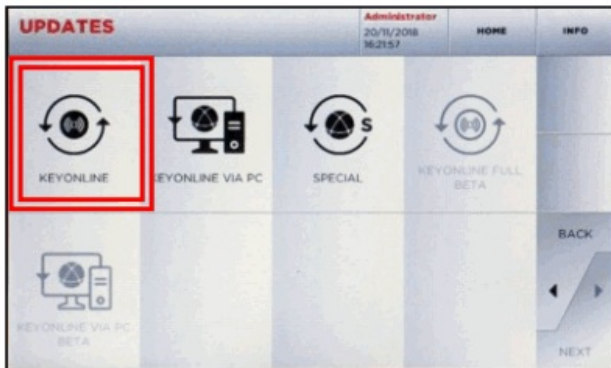 UPDATES
Administrator
20/11/2018
16:21:57
HOME
INFO
KEYONLINE
KEYONLINE VIA PC
SPECIAL
S
KEYONLINE FULL
BETA
BACK
KEYONLINE VIA PC
BETA
NEXT